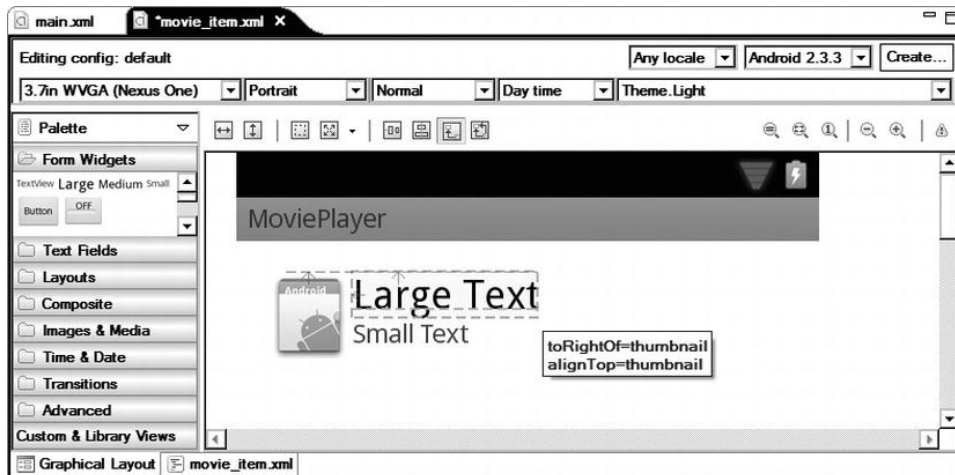 main.xml
*movie_item.xml X
Editing config: default
Any locale
Android 2.3.3
Create...
3.7in WVGA (Nexus One)
Portrait
Normal
Day time
Theme.Light
Palette
Form Widgets
TextView Large Medium Small
Button
OFF
Text Fields
Layouts
Composite
Images & Media
Time & Date
Transitions
Advanced
Custom & Library Views
MoviePlayer
Android
Large Text
Small Text
toRightOf=thumbnail
alignTop=thumbnail
Graphical Layout
movie_item.xml